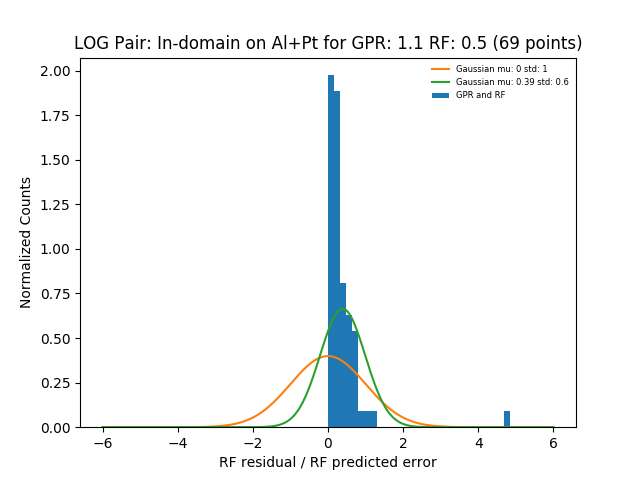 LOG Pair: In-domain on Al+Pt for GPR: 1.1 RF: 0.5 (69 points)
Gaussian mu: 0 std: 1
Gaussian mu: 0.39 std: 0.6
GPR and RF
Normalized Counts
2.00
1.75
1.50
1.25
1.00
0.75
0.50
0.25
0.00
−6 −4 −2 0 2 4 6
RF residual / RF predicted error